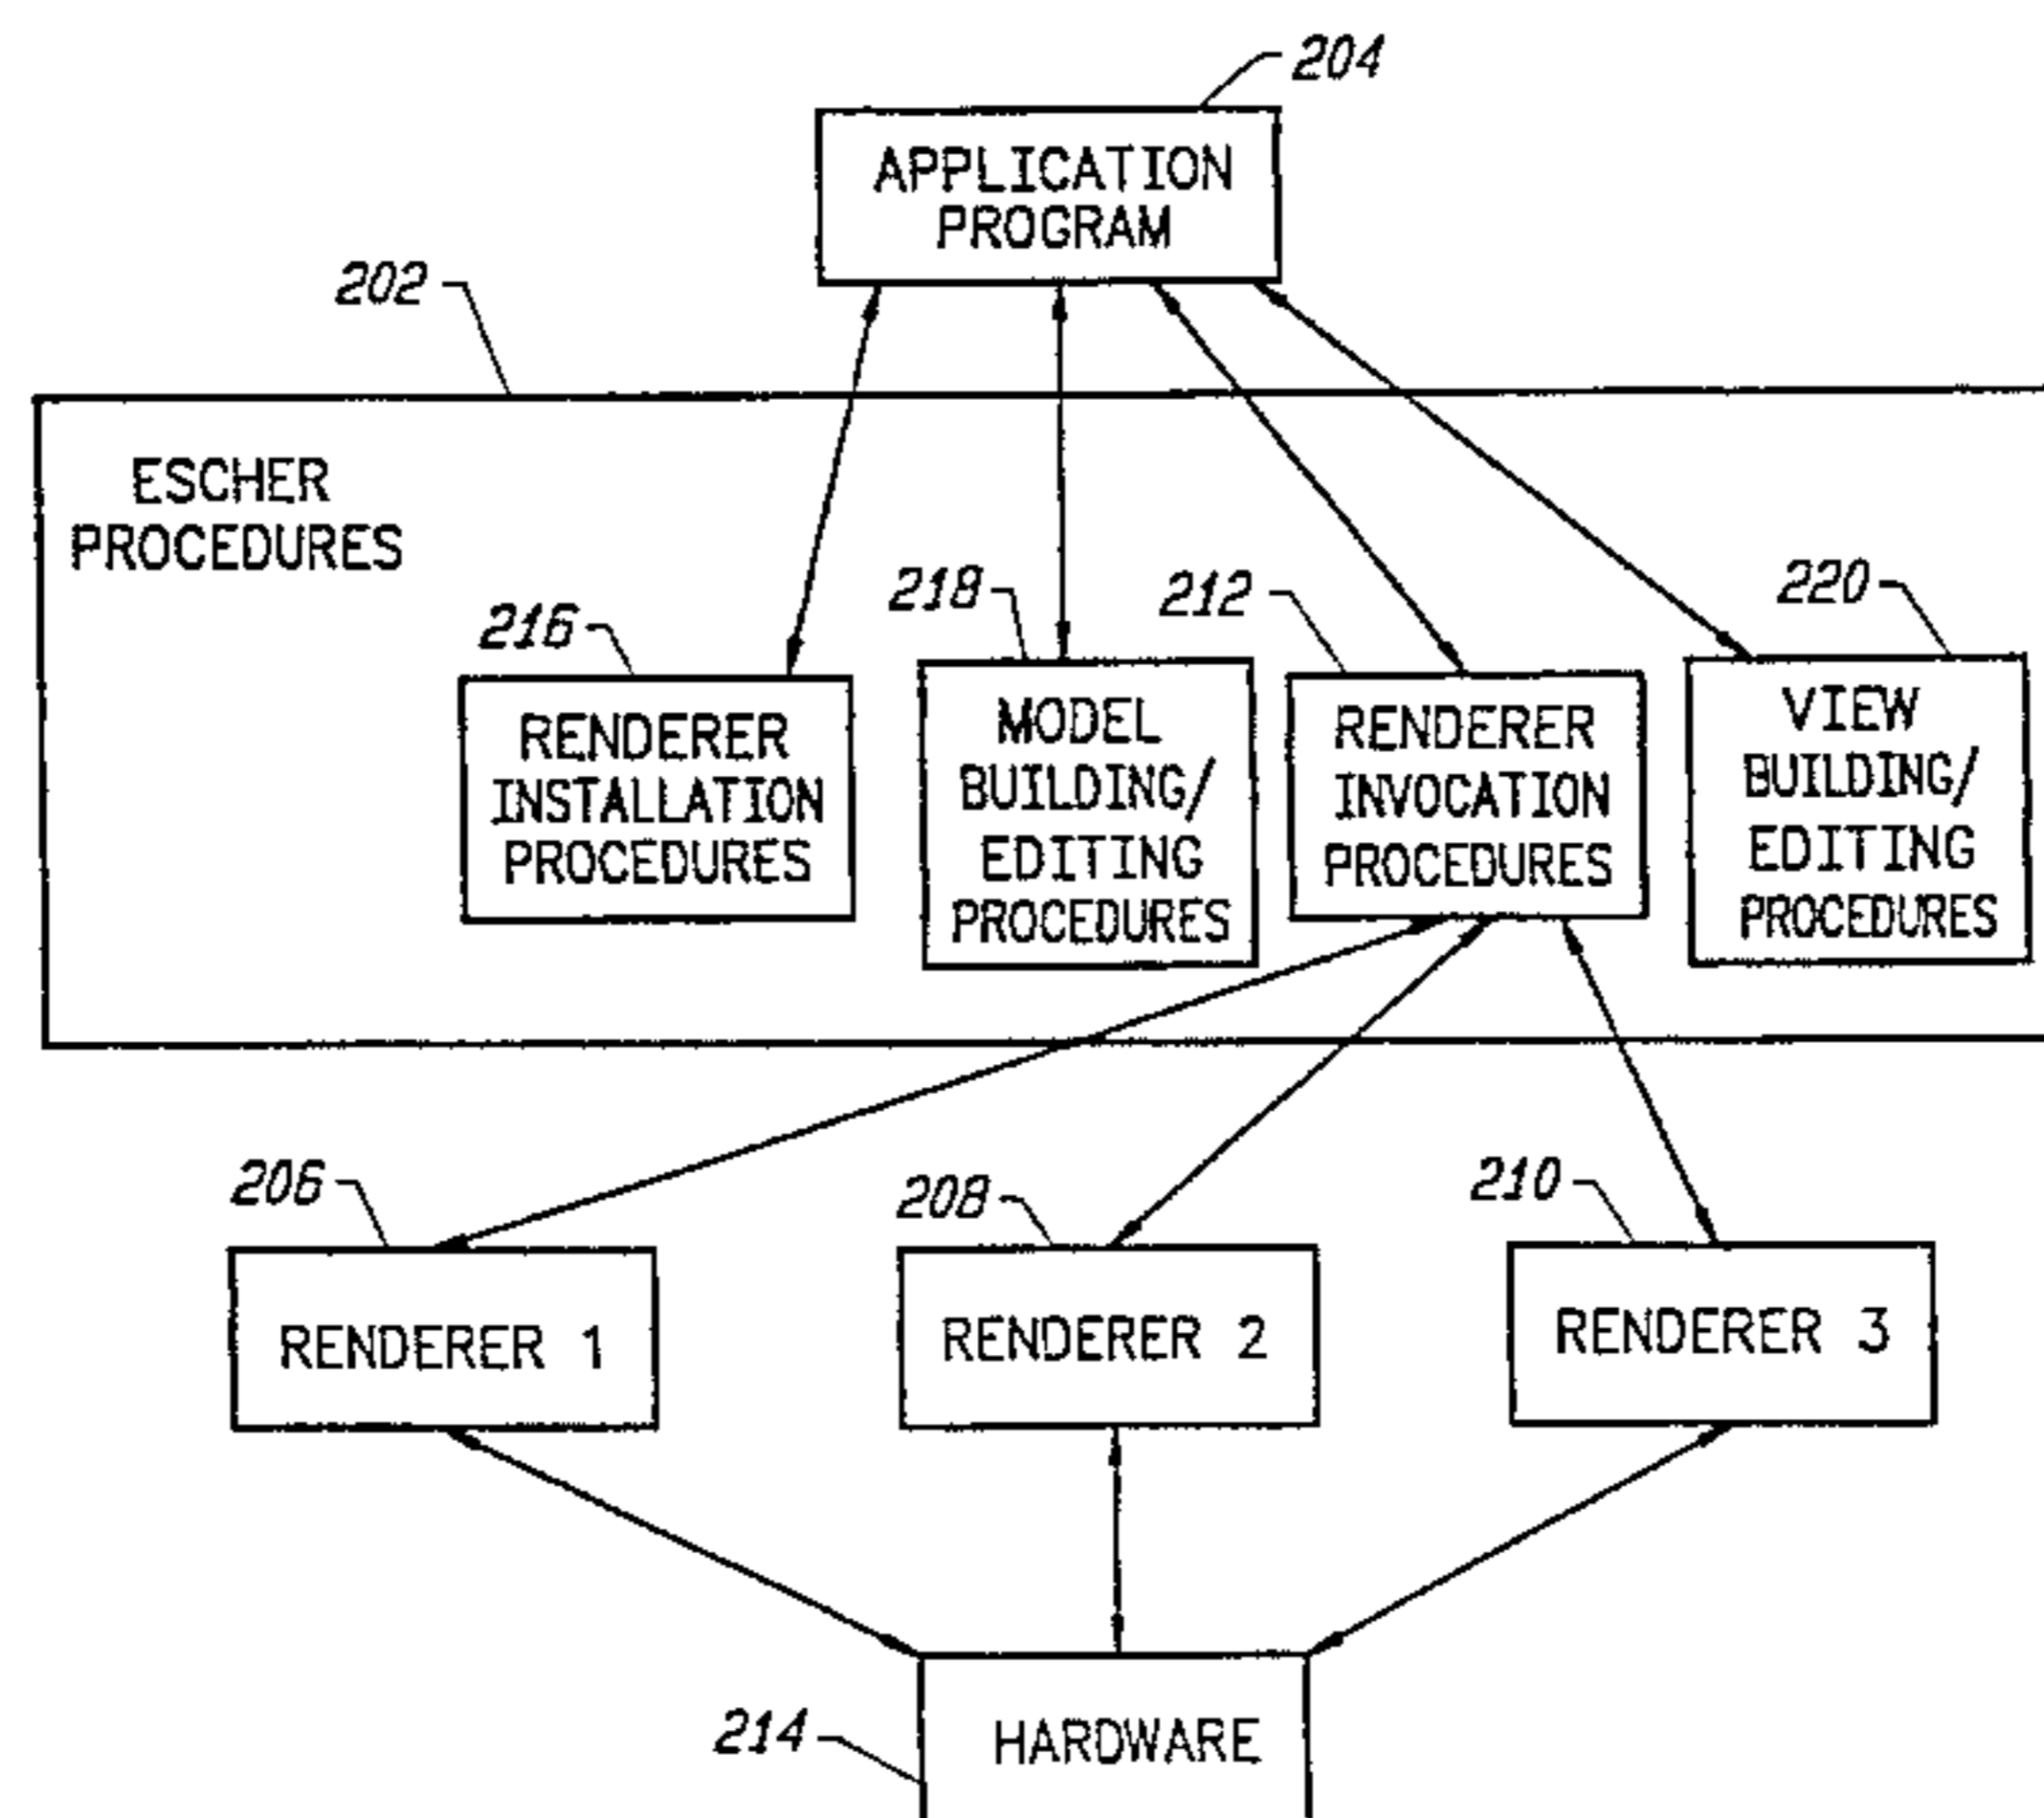 204
APPLICATION
PROGRAM
202
ESCHER
PROCEDURES
216
218
212
220
RENDERER
INSTALLATION
PROCEDURES
MODEL
BUILDING/
EDITING
PROCEDURES
RENDERER
INVOCATION
PROCEDURES
VIEW
BUILDING/
EDITING
PROCEDURES
206
208
210
RENDERER 1
RENDERER 2
RENDERER 3
214
HARDWARE